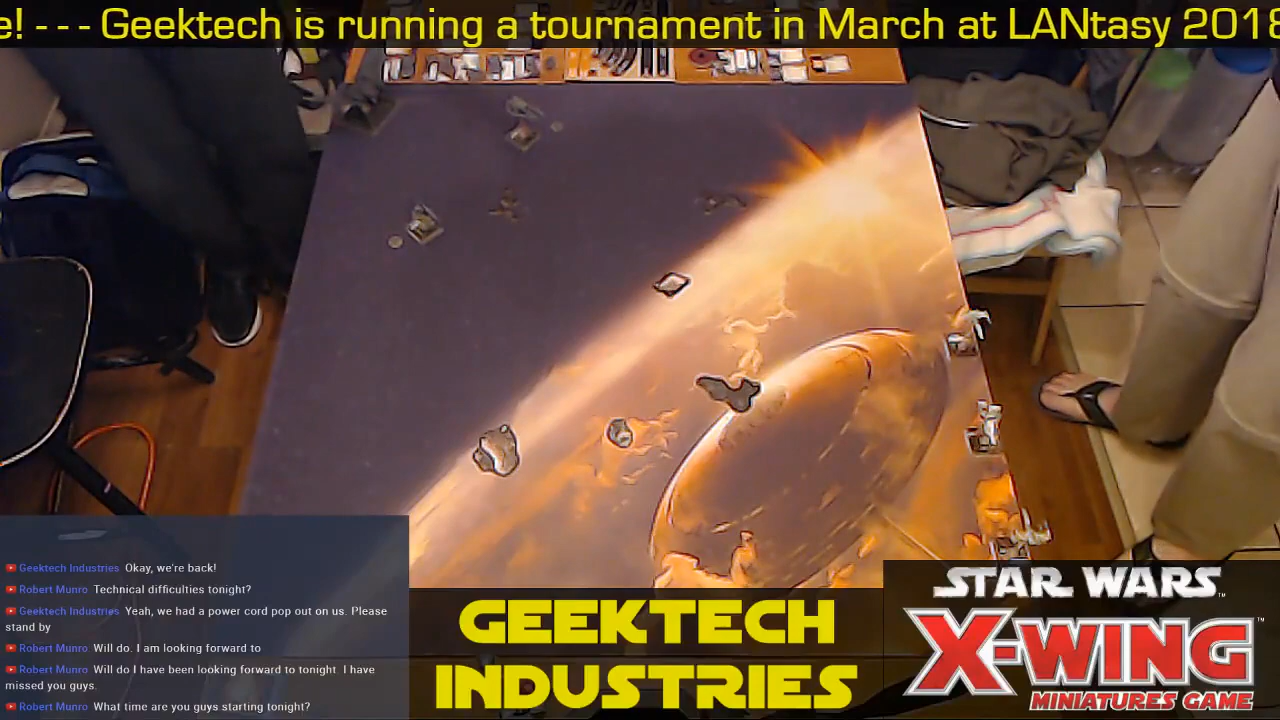 e! - - - Geektech is running a tournament in March at LANtasy 2018
Geektech Industries Okay, we're back!
Robert Munro Technical difficulties tonight?
Geektech Industries Yeah, we had a power cord pop out on us. Please
stand by
Robert Munro Will do. I am looking forward to
Robert Munro Will do I have been looking forward to tonight. I have
missed you guys.
Robert Munro What time are you guys starting tonight?
GEEKTECH
INDUSTRIES
STAR WARS™
X-WING™
MINIATURES GAME